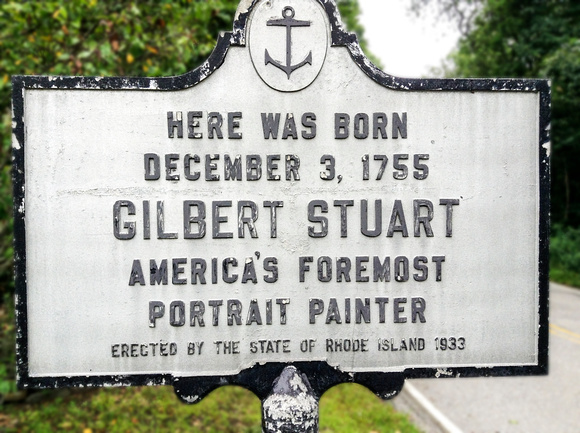 HERE WAS BORN
DECEMBER 3, 1755
GILBERT STUART
AMERICA'S FOREMOST
PORTRAIT PAINTER
ERECTED BY THE STATE OF RHODE ISLAND 1933